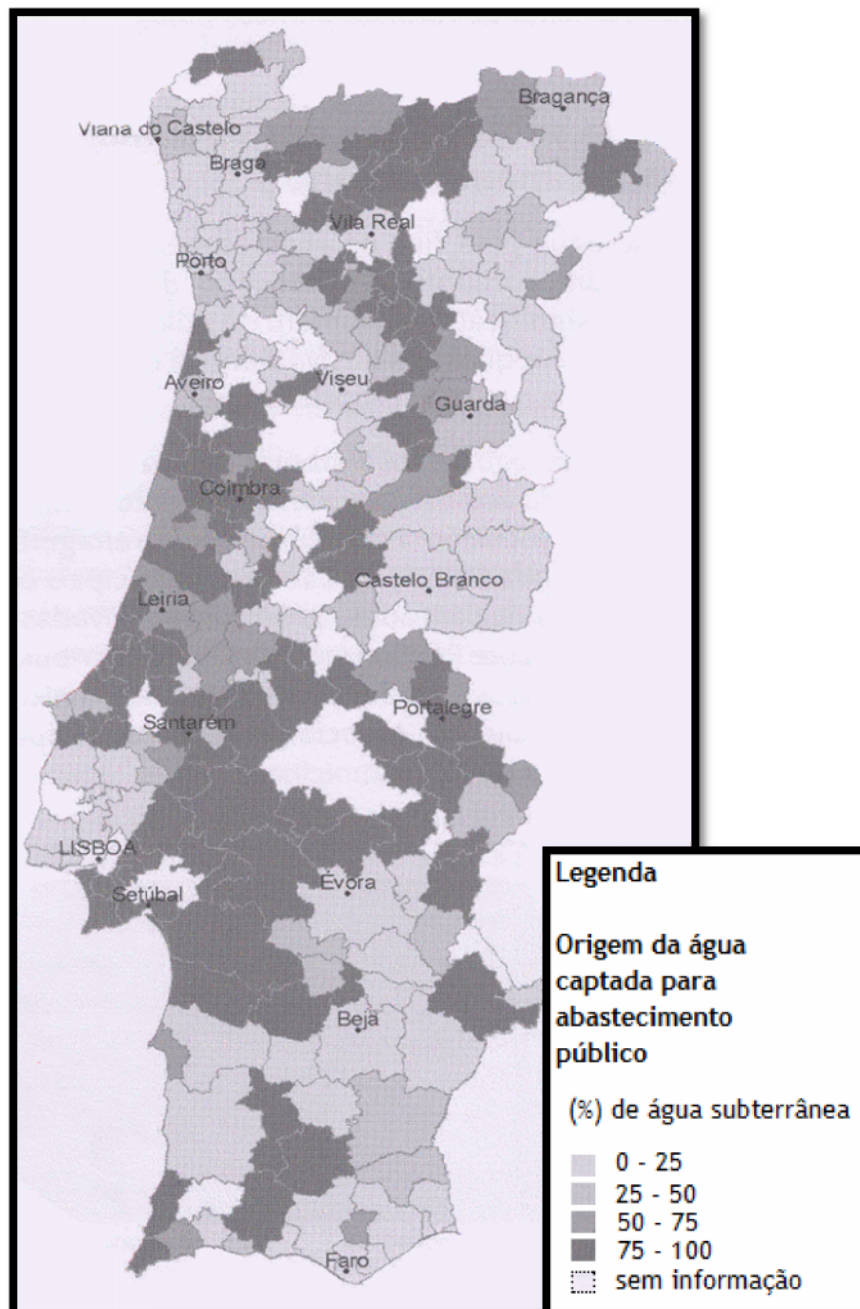 Bragança
Viana do Castelo
Braga
Vila Real
Porto
Aveiro
Viseu
Guarda
Coimbra
Castelo Branco
Leiria
Portalegre
Santarém
LISBOA
Évora
Setúbal
Beja
Faro
Legenda
Origem da água
captada para
abastecimento
público
(%) de água subterrânea
0 - 25
25 - 50
50 - 75
75 - 100
sem informação